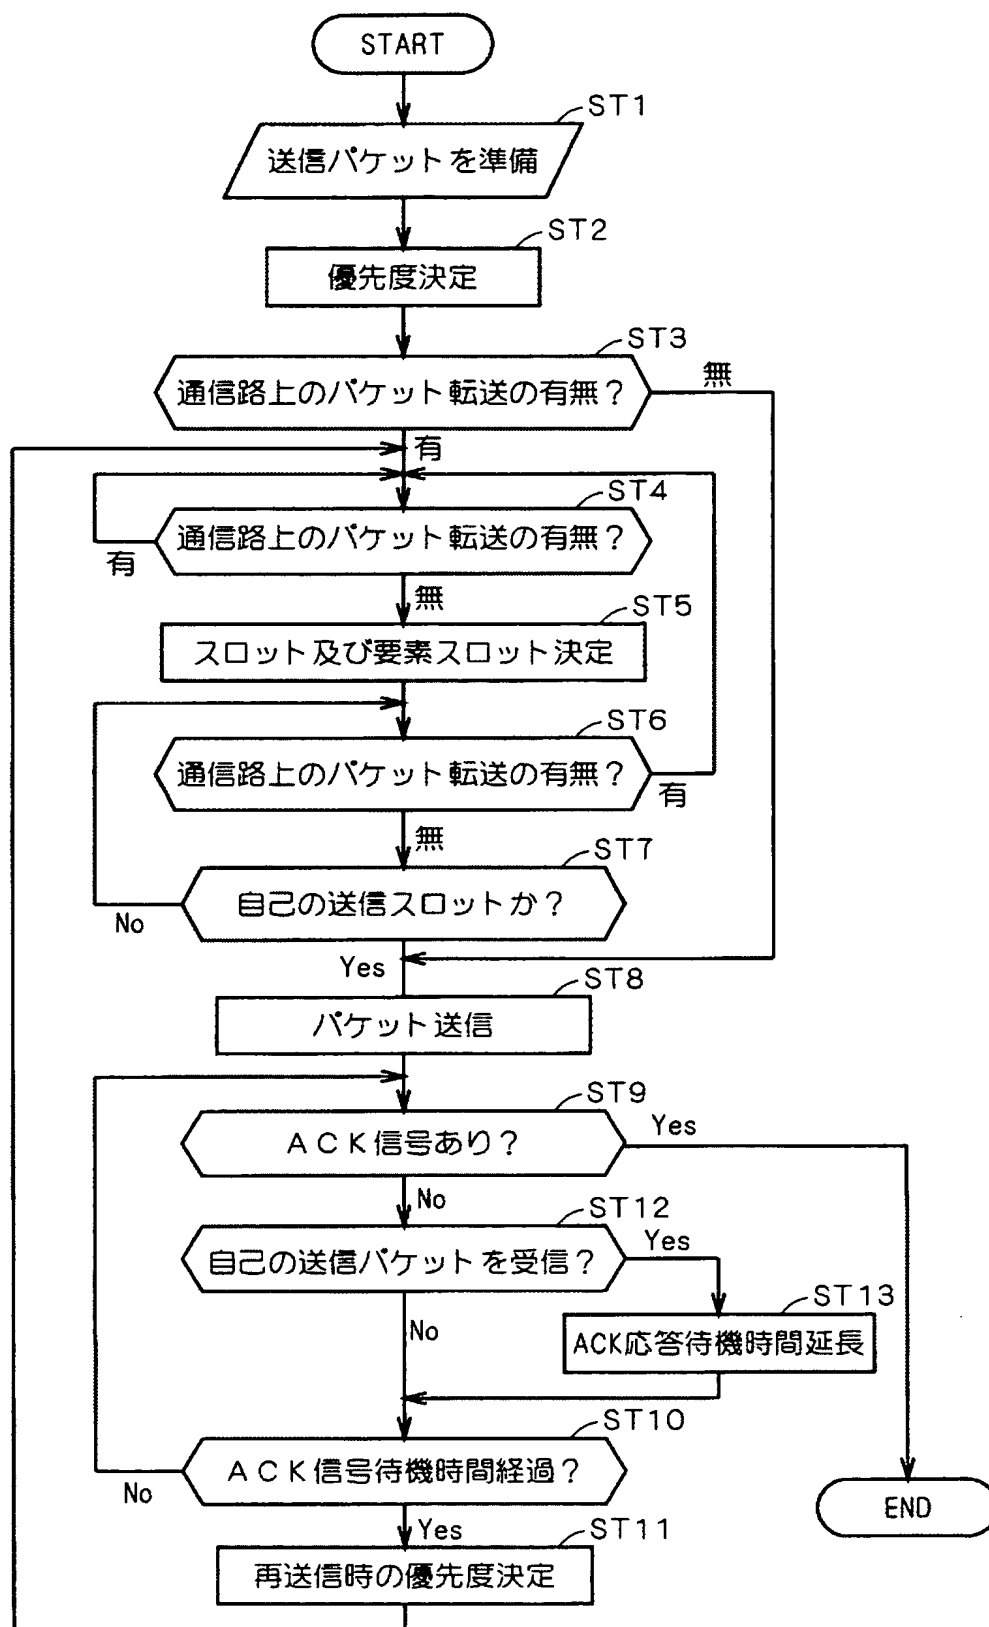 START
ST1
送信パケットを準備
ST2
優先度決定
ST3
通信路上のパケット転送の有無？
無
有
ST4
通信路上のパケット転送の有無？
有
無
ST5
スロット及び要素スロット決定
ST6
通信路上のパケット転送の有無？
有
無
ST7
自己の送信スロットか？
No
Yes
ST8
パケット送信
ST9
ACK信号あり？
Yes
No
ST12
自己の送信パケットを受信？
Yes
ST13
No
ACK応答待機時間延長
ST10
ACK信号待機時間経過？
No
END
Yes
ST11
再送信時の優先度決定